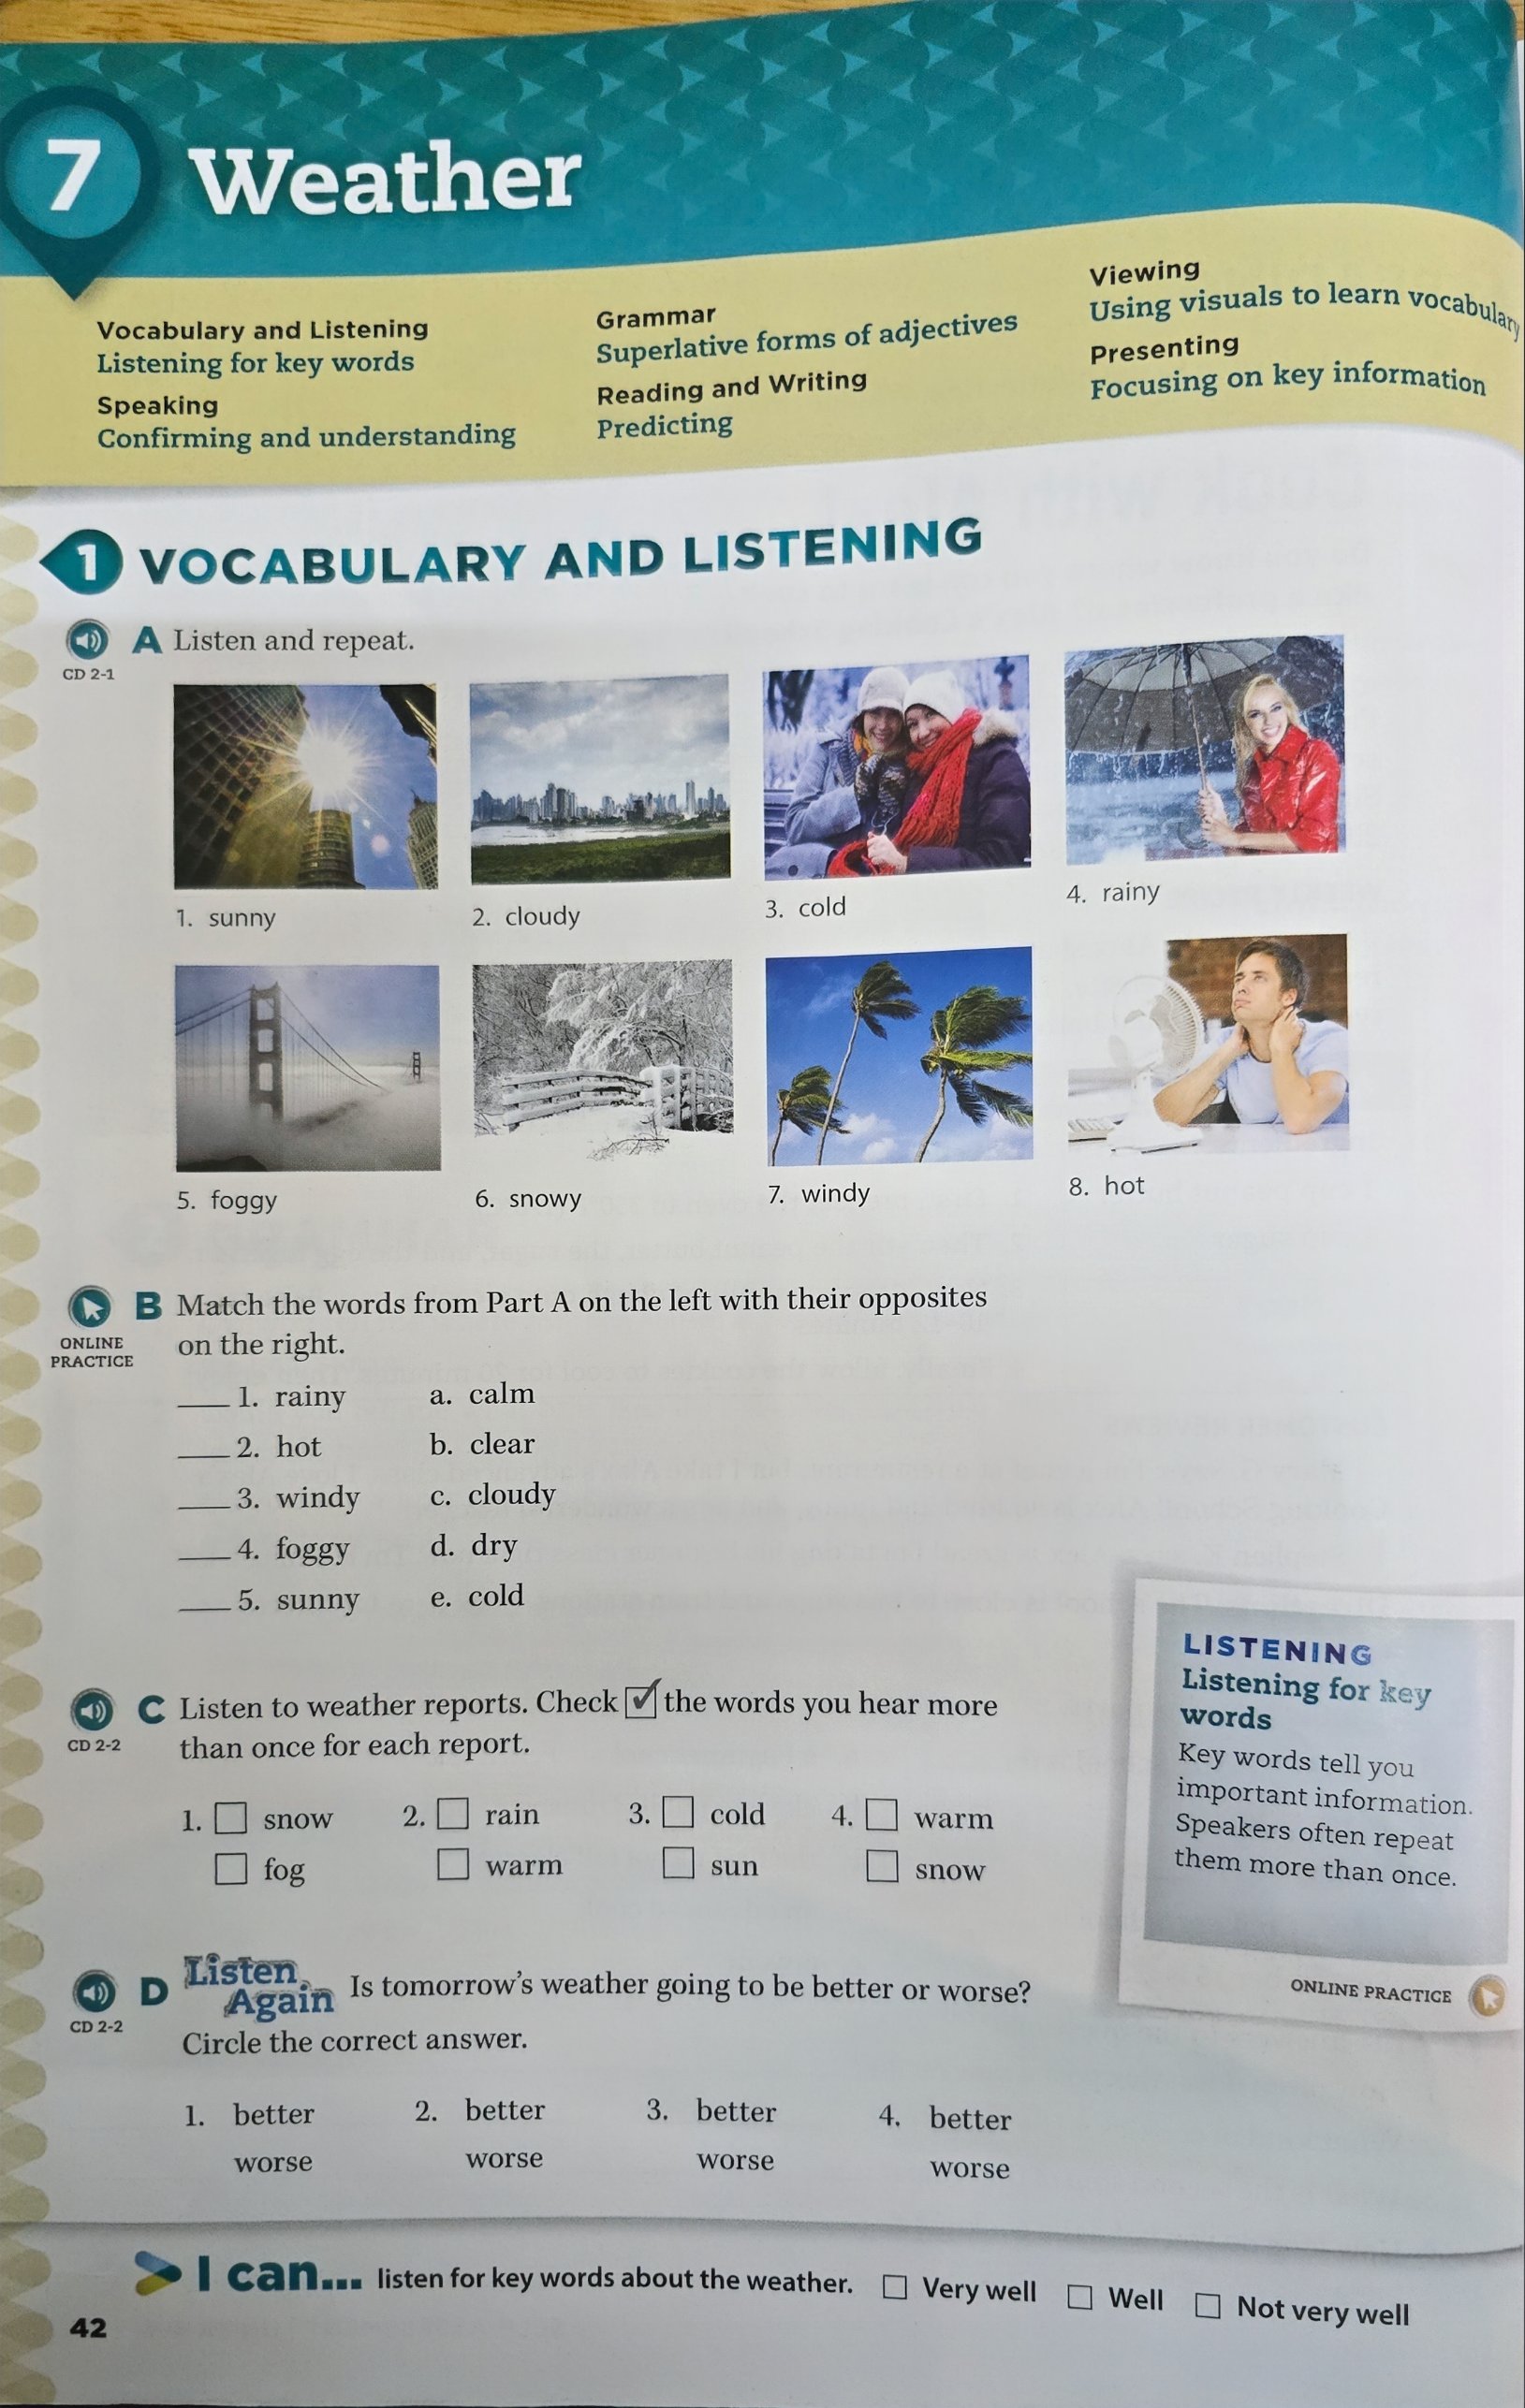 7 Weather
Vocabulary and Listening
Listening for key words
Speaking
Confirming and understanding
Grammar
Superlative forms of adjectives
Reading and Writing
Predicting
Viewing
Using visuals to learn vocabulary
Presenting
Focusing on key information
1 VOCABULARY AND LISTENING
CD 2-1
A Listen and repeat.
1. sunny
2. cloudy
3. cold
4. rainy
5. foggy
6. snowy
7. windy
8. hot
ONLINE
PRACTICE
B Match the words from Part A on the left with their opposites
on the right.
___ 1. rainy a. calm
___ 2. hot b. clear
___ 3. windy c. cloudy
___ 4. foggy d. dry
___ 5. sunny e. cold
CD 2-2
C Listen to weather reports. Check ☑ the words you hear more
than once for each report.
1. ☐ snow 2. ☐ rain 3. ☐ cold 4. ☐ warm
☐ fog ☐ warm ☐ sun ☐ snow
LISTENING
Listening for key
words
Key words tell you
important information.
Speakers often repeat
them more than once.
ONLINE PRACTICE
CD 2-2
D Listen Again Is tomorrow's weather going to be better or worse?
Circle the correct answer.
1. better 2. better 3. better 4. better
worse worse worse worse
I can... listen for key words about the weather. ☐ Very well ☐ Well ☐ Not very well
42